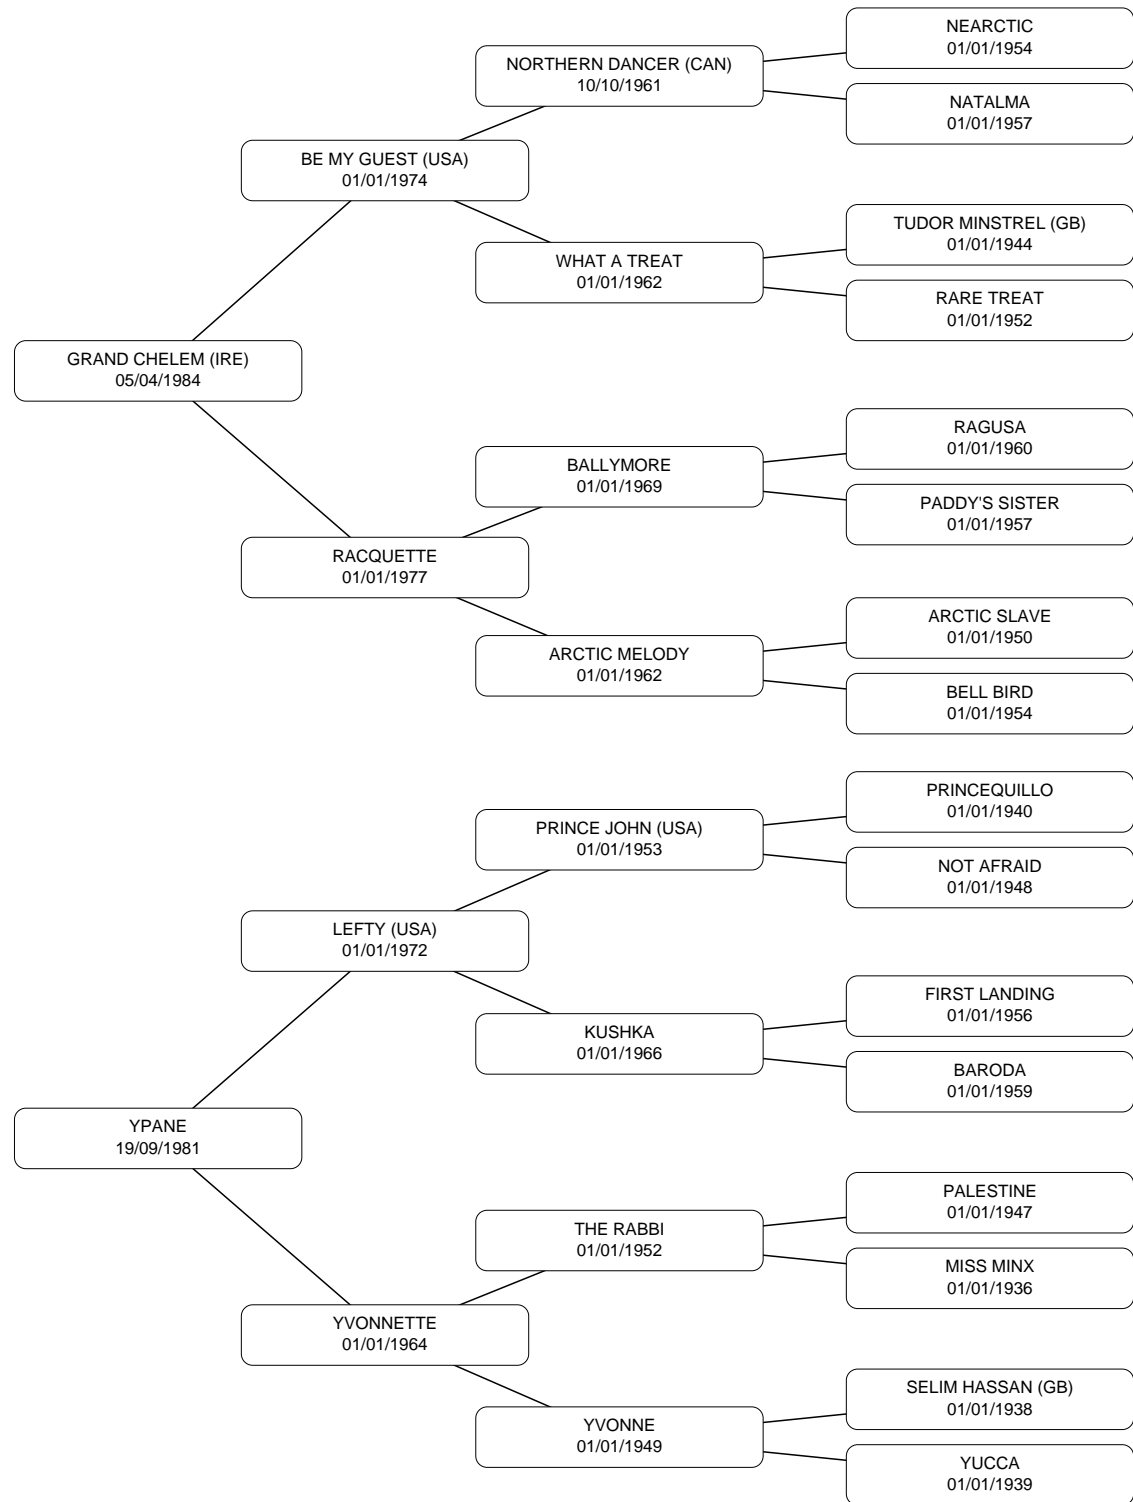 NEARCTIC
01/01/1954
NORTHERN DANCER (CAN)
10/10/1961
NATALMA
01/01/1957
BE MY GUEST (USA)
01/01/1974
TUDOR MINSTREL (GB)
01/01/1944
WHAT A TREAT
01/01/1962
RARE TREAT
01/01/1952
GRAND CHELEM (IRE)
05/04/1984
RAGUSA
01/01/1960
BALLYMORE
01/01/1969
PADDY'S SISTER
01/01/1957
RACQUETTE
01/01/1977
ARCTIC SLAVE
01/01/1950
ARCTIC MELODY
01/01/1962
BELL BIRD
01/01/1954
PRINCEQUILLO
01/01/1940
PRINCE JOHN (USA)
01/01/1953
NOT AFRAID
01/01/1948
LEFTY (USA)
01/01/1972
FIRST LANDING
01/01/1956
KUSHKA
01/01/1966
BARODA
01/01/1959
YPANE
19/09/1981
PALESTINE
01/01/1947
THE RABBI
01/01/1952
MISS MINX
01/01/1936
YVONNETTE
01/01/1964
SELIM HASSAN (GB)
01/01/1938
YVONNE
01/01/1949
YUCCA
01/01/1939